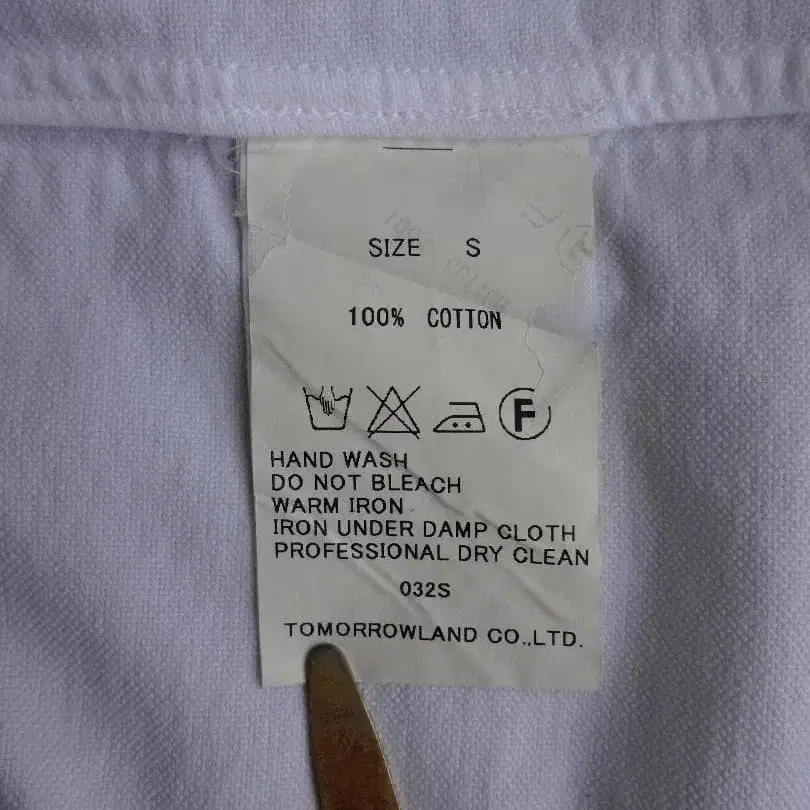 SIZE S
100% COTTON
F
HAND WASH
DO NOT BLEACH
WARM IRON
IRON UNDER DAMP CLOTH
PROFESSIONAL DRY CLEAN
032S
TOMORROWLAND CO.,LTD.